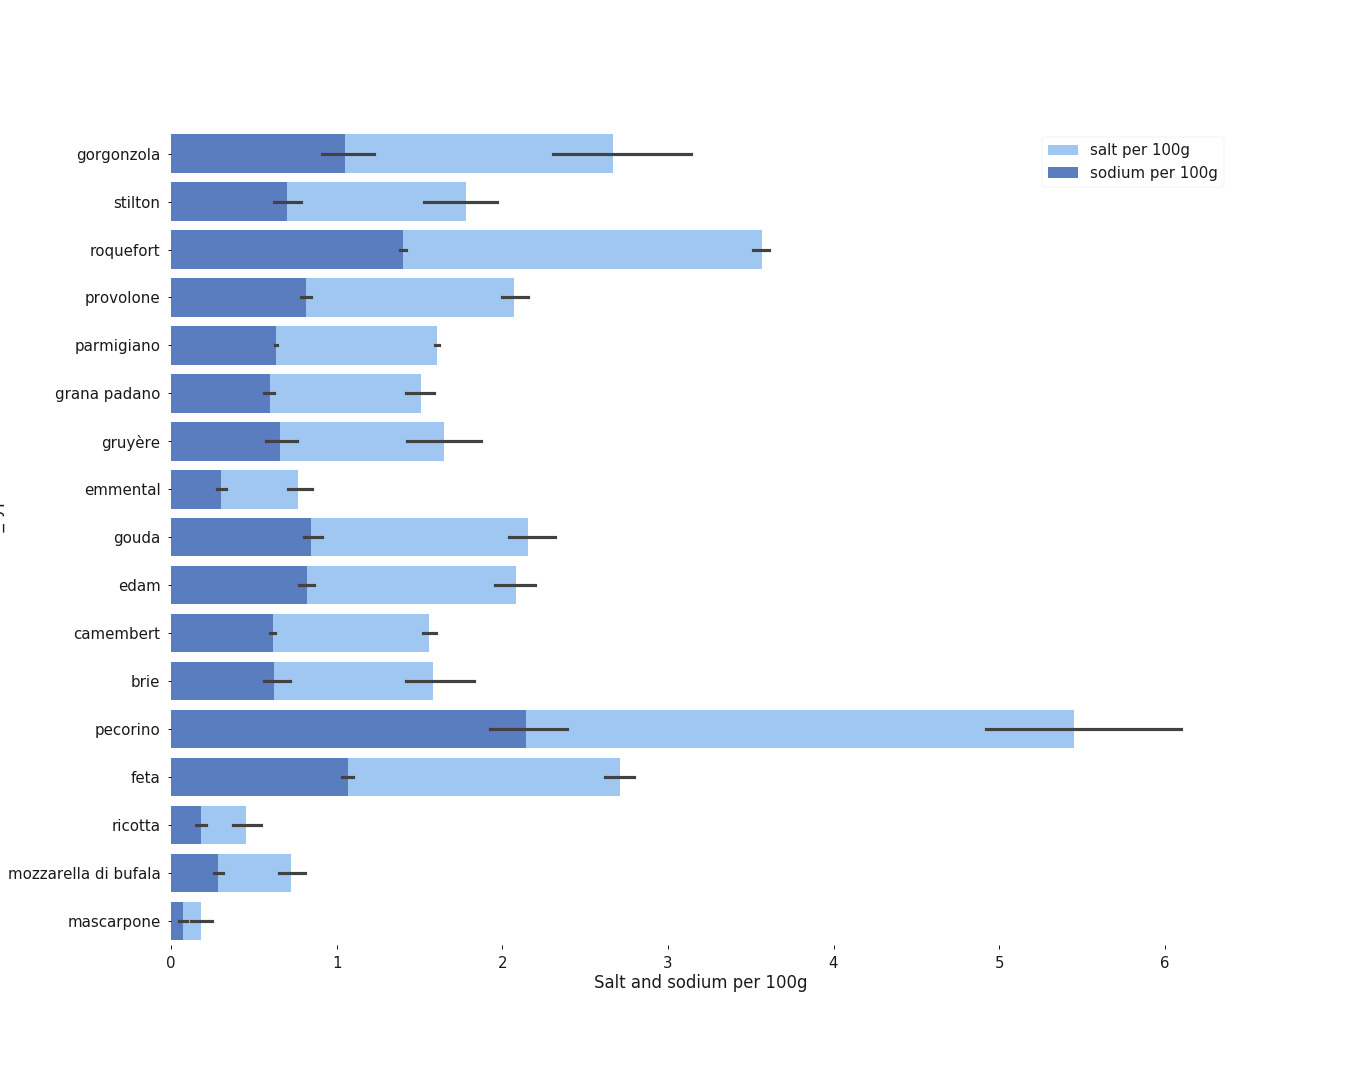 gorgonzola
stilton
roquefort
provolone
parmigiano
grana padano
gruyère
emmental
gouda
edam
camembert
brie
pecorino
feta
ricotta
mozzarella di bufala
mascarpone
0 1 2 3 4 5 6
Salt and sodium per 100g
salt per 100g
sodium per 100g